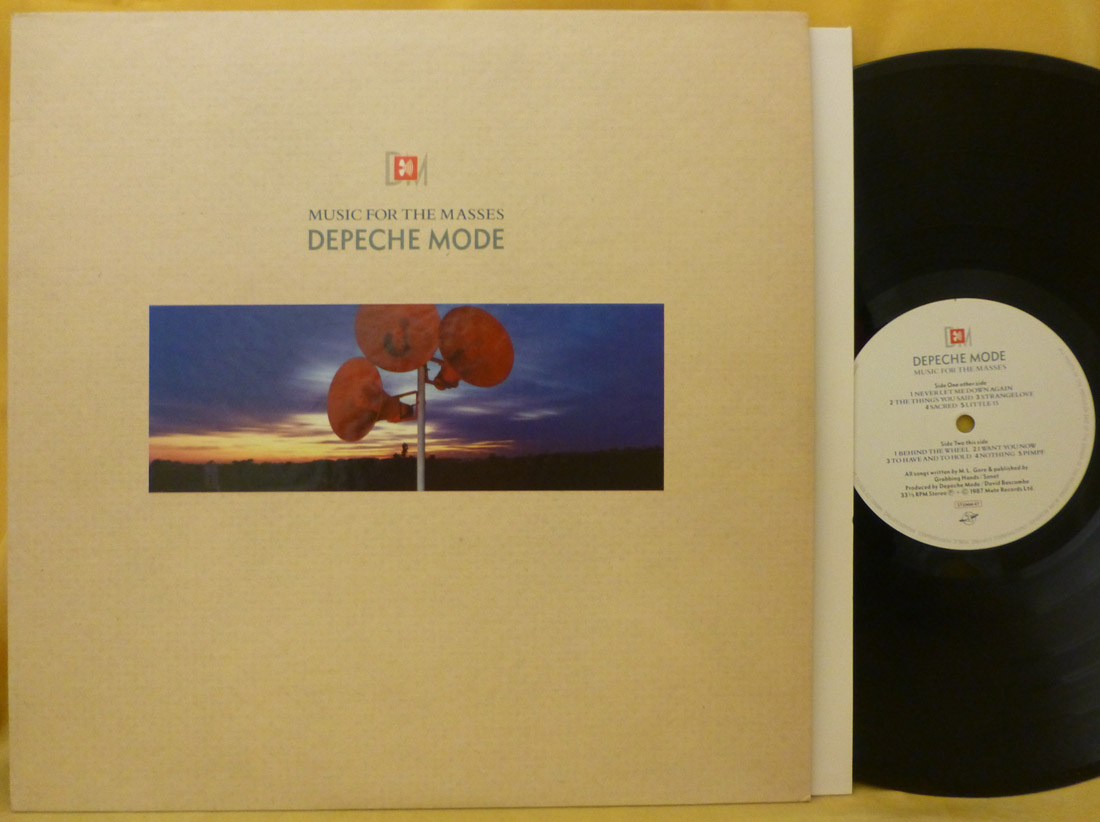 DM
MUSIC FOR THE MASSES
DEPECHE MODE
DM
DEPECHE MODE
MUSIC FOR THE MASSES
Side One other side
1 NEVER LET ME DOWN AGAIN
2 THE THINGS YOU SAID 3 STRANGELOVE
4 SACRED 5 LITTLE 15
Side Two this side
1 BEHIND THE WHEEL 2 I WANT YOU NOW
3 TO HAVE AND TO HOLD 4 NOTHING 5 PIMPF
All songs written by M. L. Gore & published by
Grabbing Hands / Sonet
Produced by Depeche Mode / David Bascombe
33⅓ RPM Stereo Ⓟ + © 1987 Mute Records Ltd.